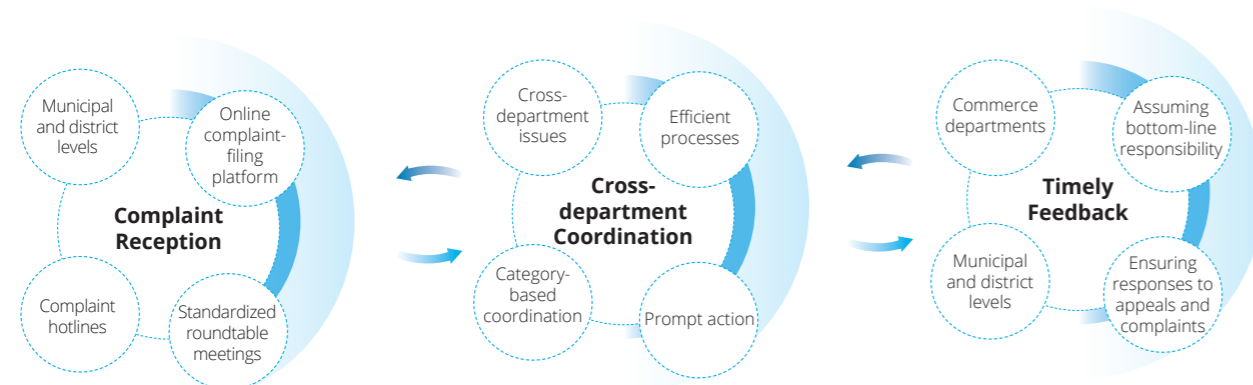 Municipal
and district
levels
Online
complaint-
filing
platform
Complaint
Reception
Complaint
hotlines
Standardized
roundtable
meetings
Cross-
department
issues
Efficient
processes
Cross-
department
Coordination
Category-
based
coordination
Prompt action
Commerce
departments
Assuming
bottom-line
responsibility
Timely
Feedback
Municipal
and district
levels
Ensuring
responses to
appeals and
complaints